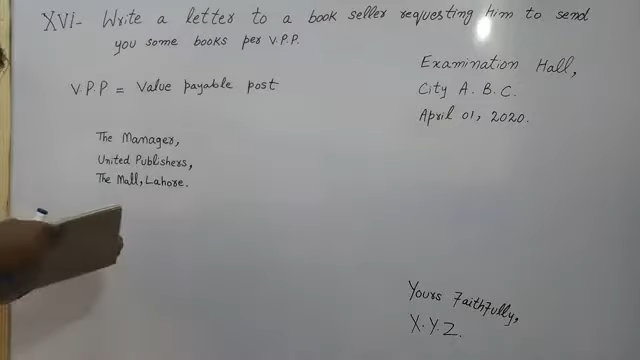 XVI- Write a letter to a book seller requesting him to send
you some books per V.P.P.
Examination Hall,
City A. B. C.
April 01, 2020.
V.P.P = Value payable post
The Manager,
United Publishers,
The Mall, Lahore.
Yours Faithfully,
X.Y.Z.